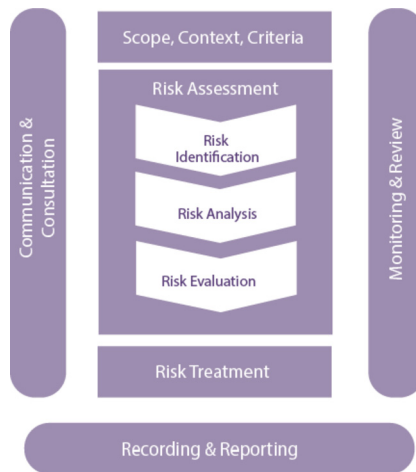 Scope, Context, Criteria
Communication &
Consultation
Risk Assessment
Risk
Identification
Risk Analysis
Risk Evaluation
Monitoring & Review
Risk Treatment
Recording & Reporting